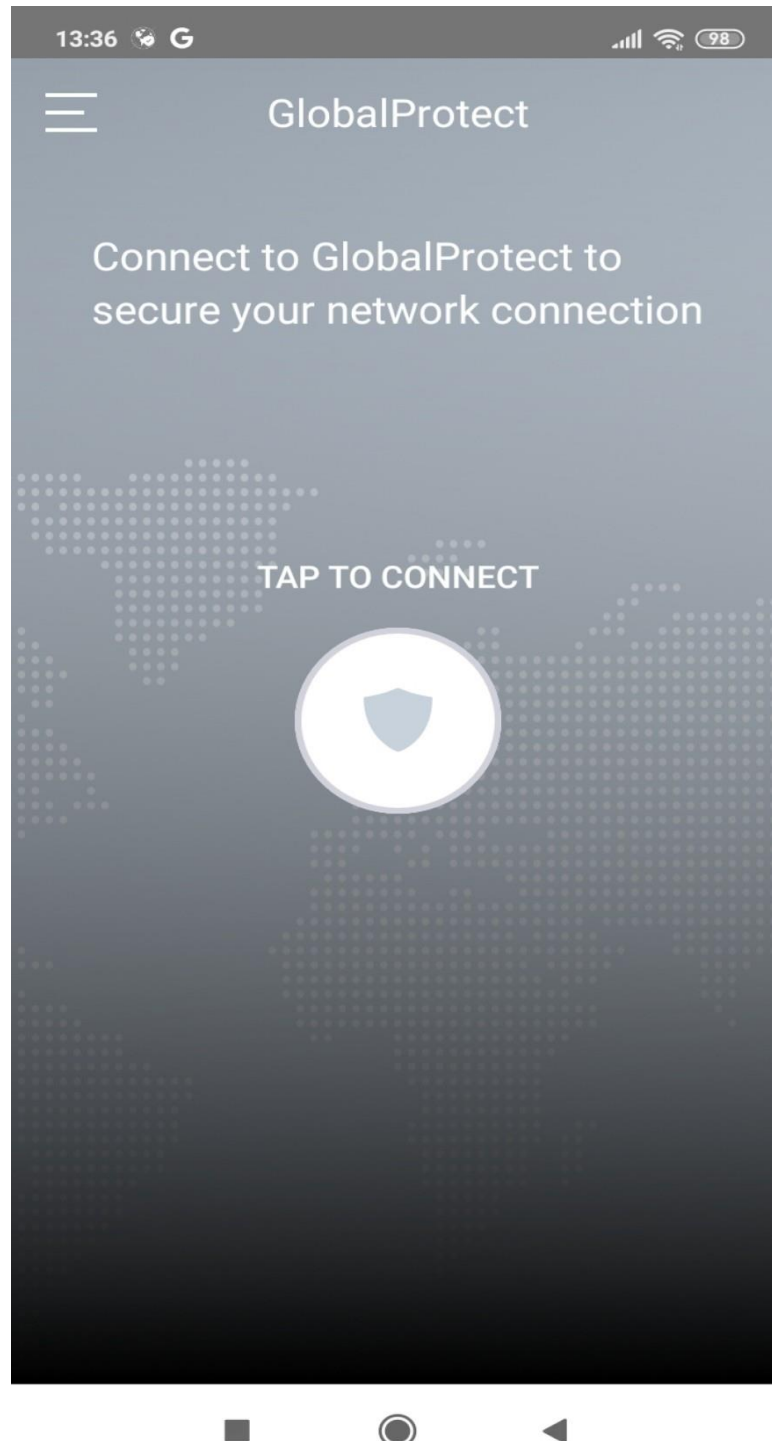 13:36 G 98
GlobalProtect
Connect to GlobalProtect to
secure your network connection
TAP TO CONNECT